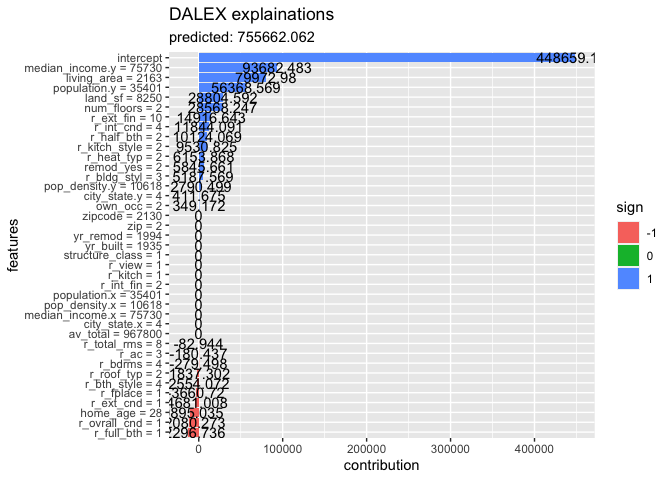 DALEX explainations
predicted: 755662.062
intercept 448659.1
median_income.y = 75730 93682.483
living_area = 2163 79972.98
population.y = 35401 56368.569
land_sf = 8250 28804.592
num_floors = 2 28568.247
r_ext_fin = 10 14916.643
r_int_cnd = 4 11844.091
r_half_bth = 2 10124.069
r_kitch_style = 2 9530.825
r_heat_typ = 2 6153.868
remod_yes = 2 5845.661
r_bldg_styl = 3 5187.569
pop_density.y = 10618 2790.499
city_state.y = 4 411.675
own_occ = 2 349.172
zipcode = 2130 0
zip = 2 0
yr_remod = 1994 0
yr_built = 1935 0
structure_class = 1 0
r_view = 1 0
r_kitch = 1 0
r_int_fin = 2 0
population.x = 35401 0
pop_density.x = 10618 0
median_income.x = 75730 0
city_state.x = 4 0
av_total = 967800 0
r_total_rms = 8 -82.944
r_ac = 3 -180.437
r_bdrms = 4 -279.498
r_roof_typ = 2 1837.302
r_bth_style = 4 2554.072
r_fplace = 1 3660.72
r_ext_cnd = 1 4681.008
home_age = 28 895.035
r_ovrall_cnd = 1 080.273
r_full_bth = 1 296.736
features
0 100000 200000 300000 400000
contribution
sign
-1
0
1